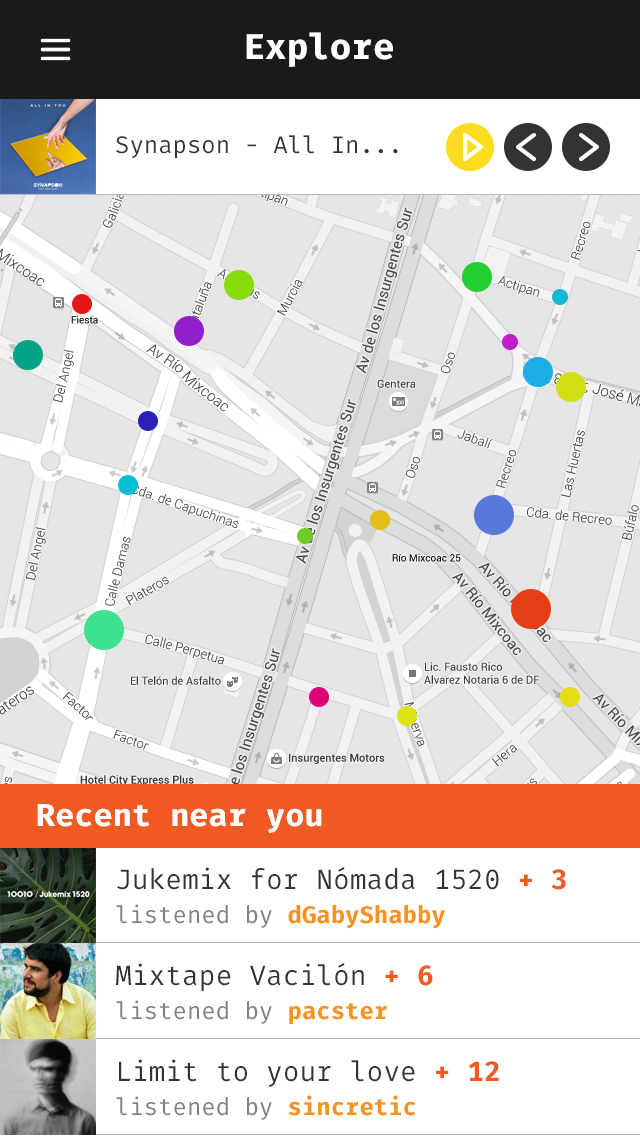 Explore
ALL IN YOU
SYNAPSON
Synapson - All In...
Galicia
Mixcoac
Recreo
Actipan
Murcia
Fiesta
Av Río Mixcoac
Av de los Insurgentes Sur
Oso
Del Angel
Gentera
José M
Jabalí
Las Huertas
Oso
Recreo
Av de los Insurgentes Sur
Cda. de Capuchinas
Cda. de Recreo
Búfalo
Del Angel
Calle Damas
Río Mixcoac 25
Av Río Mixcoac
Av Río Mixcoac
Plateros
Calle Perpetua
El Telón de Asfalto
Lic. Fausto Rico
Alvarez Notaria 6 de DF
Factor
Factor
Av Río Mi
de los Insurgentes Sur
Hera
Insurgentes Motors
Hotel City Express Plus
Recent near you
10010 / Jukemix 1520
Jukemix for Nómada 1520 + 3
listened by dGabyShabby
Mixtape Vacilón + 6
listened by pacster
Limit to your love + 12
listened by sincretic